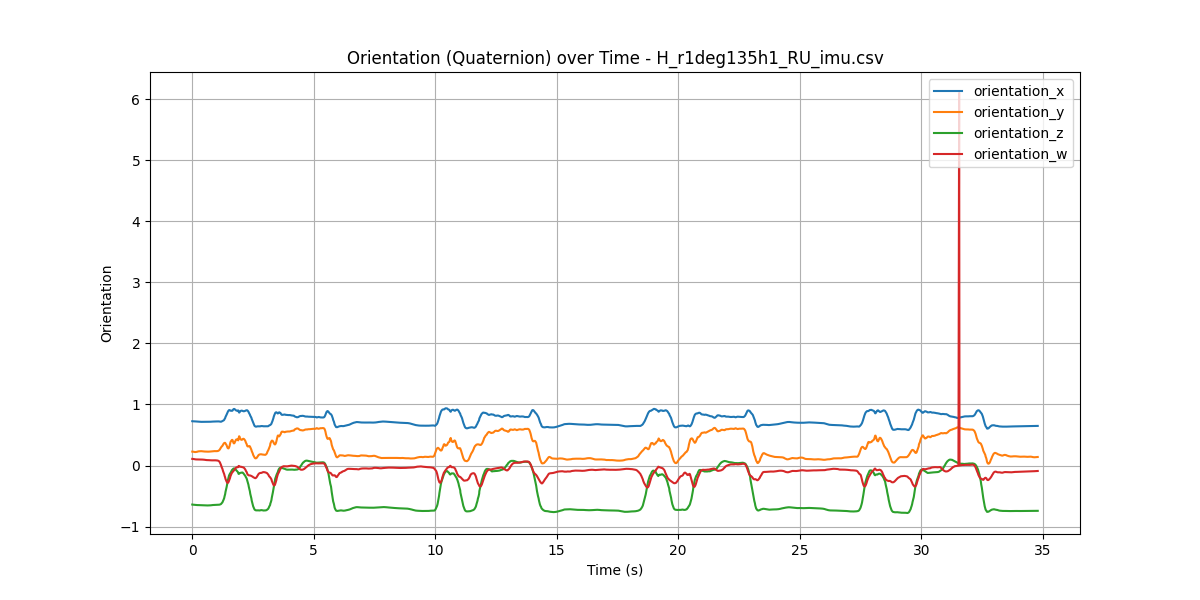 Orientation (Quaternion) over Time - H_r1deg135h1_RU_imu.csv
orientation_x
orientation_y
orientation_z
orientation_w
6
5
4
3
2
1
0
−1
Orientation
0 5 10 15 20 25 30 35
Time (s)